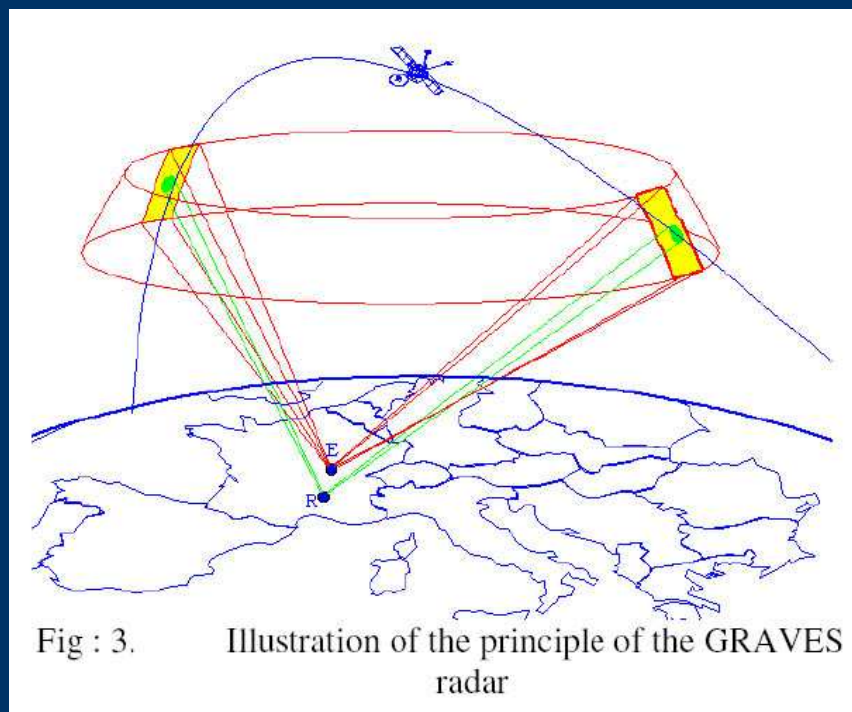 E
R
Fig : 3. Illustration of the principle of the GRAVES
radar